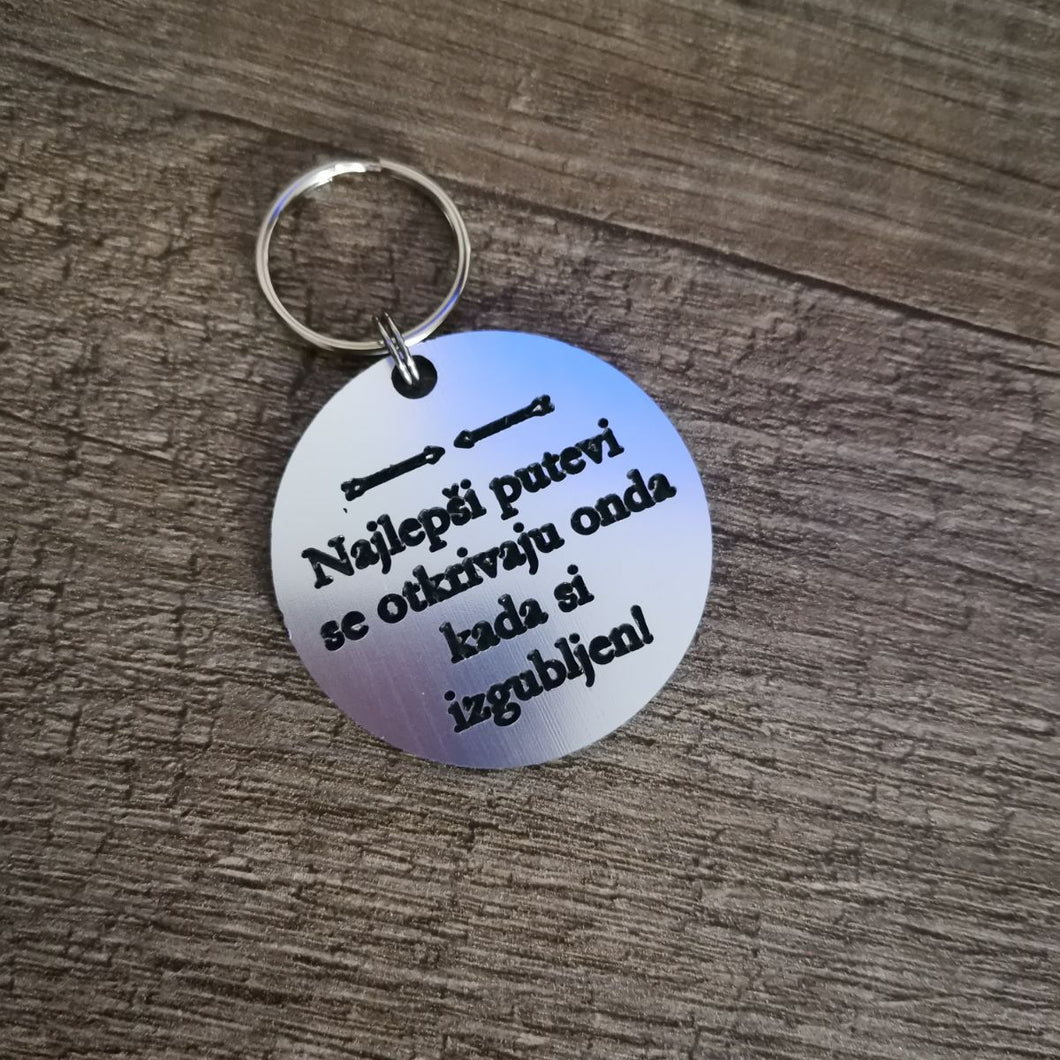 Najlepši putevi
se otkrivaju onda
kada si
izgubljen!